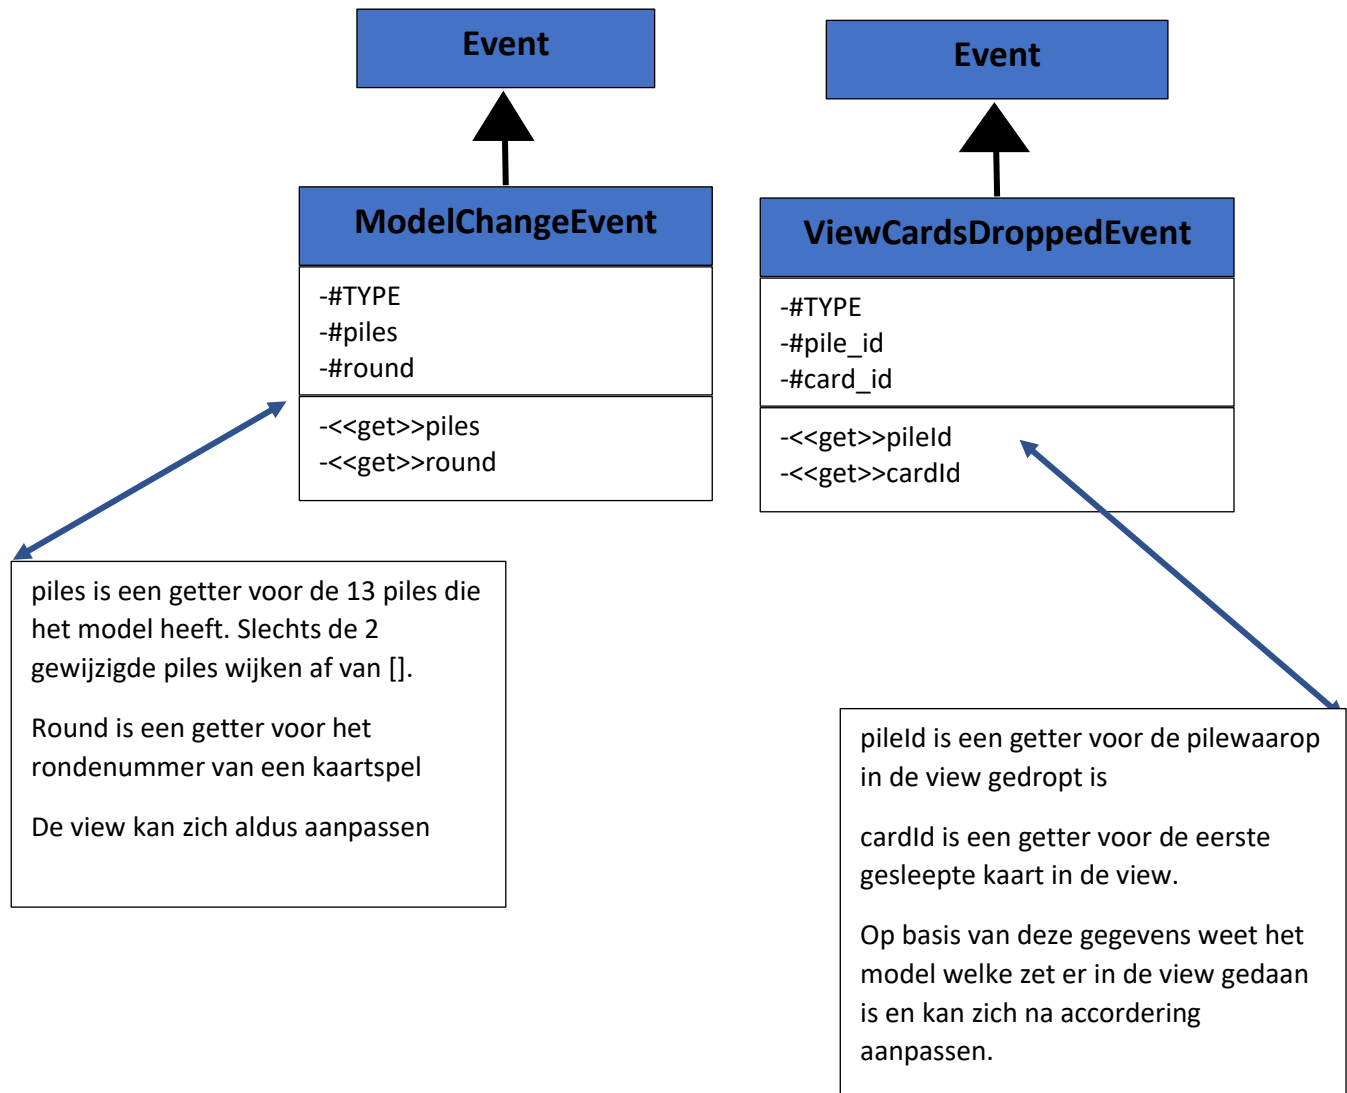 Event
ModelChangeEvent
-#TYPE
-#piles
-#round
-<<get>>piles
-<<get>>round
piles is een getter voor de 13 piles die
het model heeft. Slechts de 2
gewijzigde piles wijken af van [].
Round is een getter voor het
rondenummer van een kaartspel
De view kan zich aldus aanpassen
Event
ViewCardsDroppedEvent
-#TYPE
-#pile_id
-#card_id
-<<get>>pileId
-<<get>>cardId
pileId is een getter voor de pilewaarop
in de view gedropt is
cardId is een getter voor de eerste
gesleepte kaart in de view.
Op basis van deze gegevens weet het
model welke zet er in de view gedaan
is en kan zich na accordering
aanpassen.